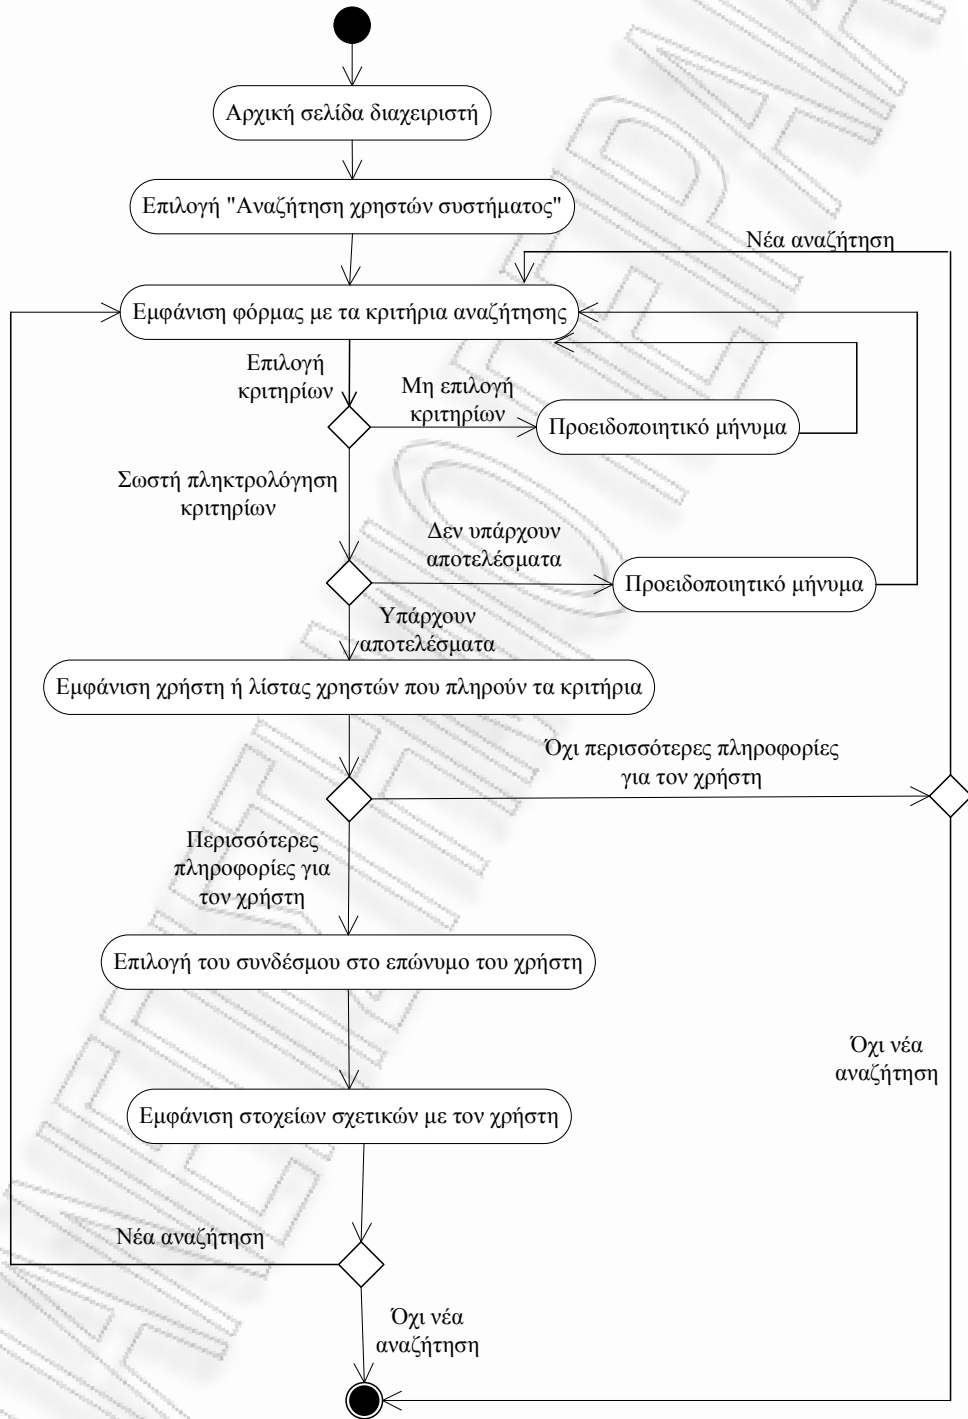 Αρχική σελίδα διαχειριστή
Επιλογή "Αναζήτηση χρηστών συστήματος"
Νέα αναζήτηση
Εμφάνιση φόρμας με τα κριτήρια αναζήτησης
Επιλογή
κριτηρίων
Μη επιλογή
κριτηρίων
Προειδοποιητικό μήνυμα
Σωστή πληκτρολόγηση
κριτηρίων
Δεν υπάρχουν
αποτελέσματα
Προειδοποιητικό μήνυμα
Υπάρχουν
αποτελέσματα
Εμφάνιση χρήστη ή λίστας χρηστών που πληρούν τα κριτήρια
Όχι περισσότερες πληροφορίες
για τον χρήστη
Περισσότερες
πληροφορίες για
τον χρήστη
Επιλογή του συνδέσμου στο επώνυμο του χρήστη
Όχι νέα
αναζήτηση
Εμφάνιση στοχείων σχετικών με τον χρήστη
Νέα αναζήτηση
Όχι νέα
αναζήτηση